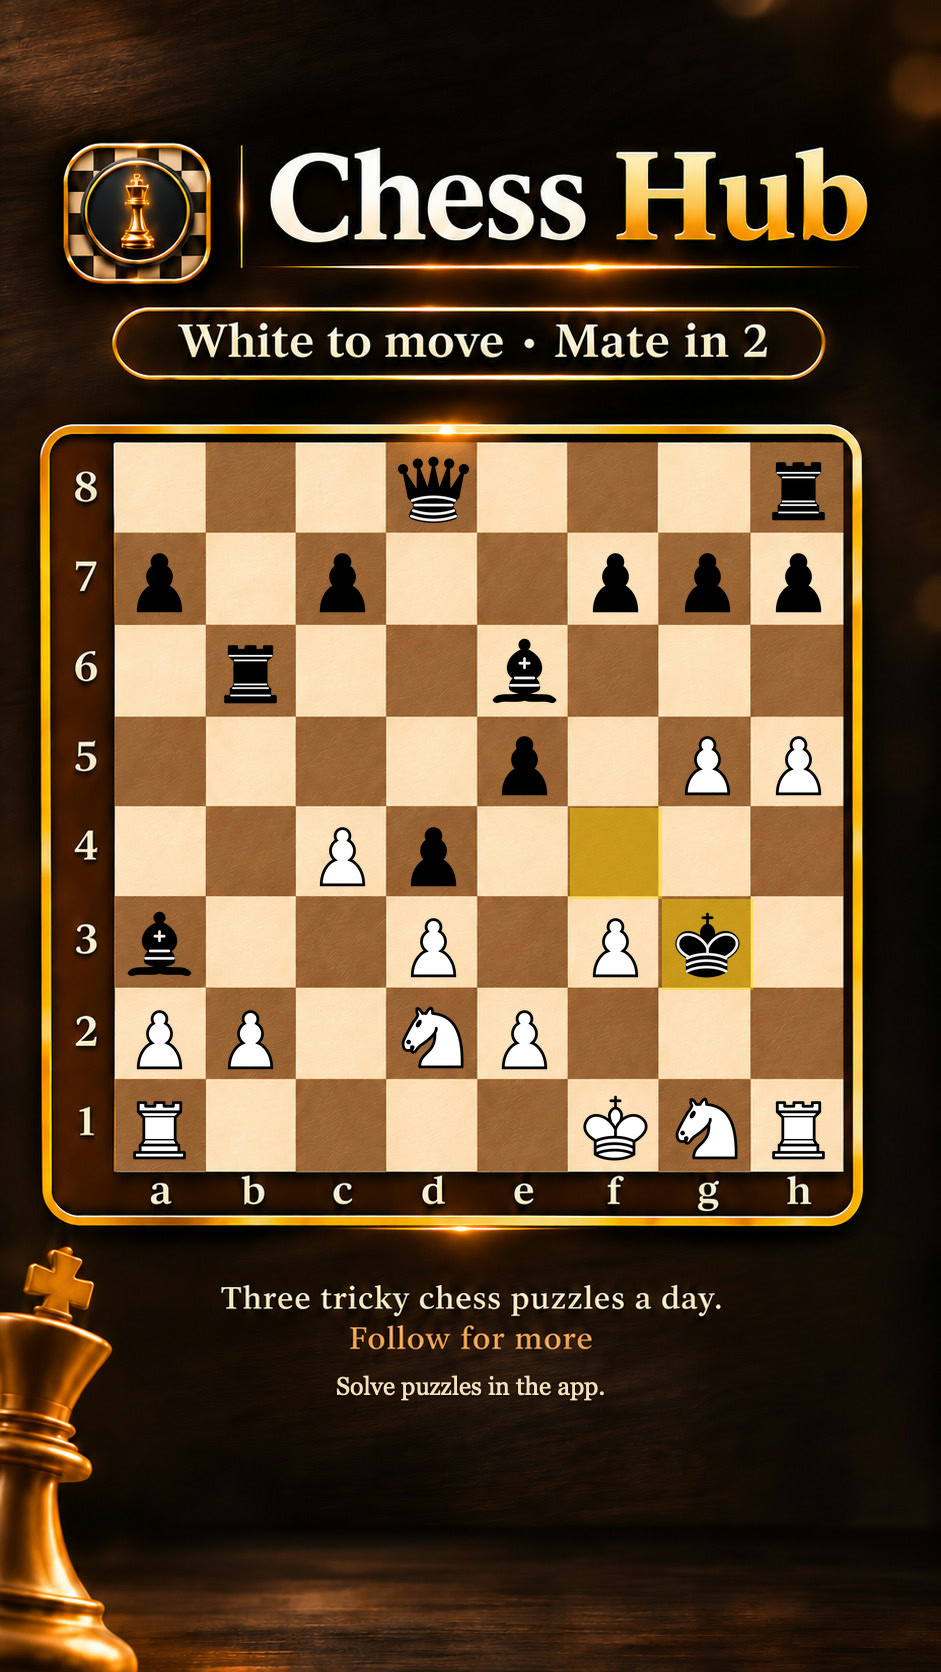 Chess Hub
White to move • Mate in 2
8
7
6
5
4
3
2
1
a b c d e f g h
Three tricky chess puzzles a day.
Follow for more
Solve puzzles in the app.